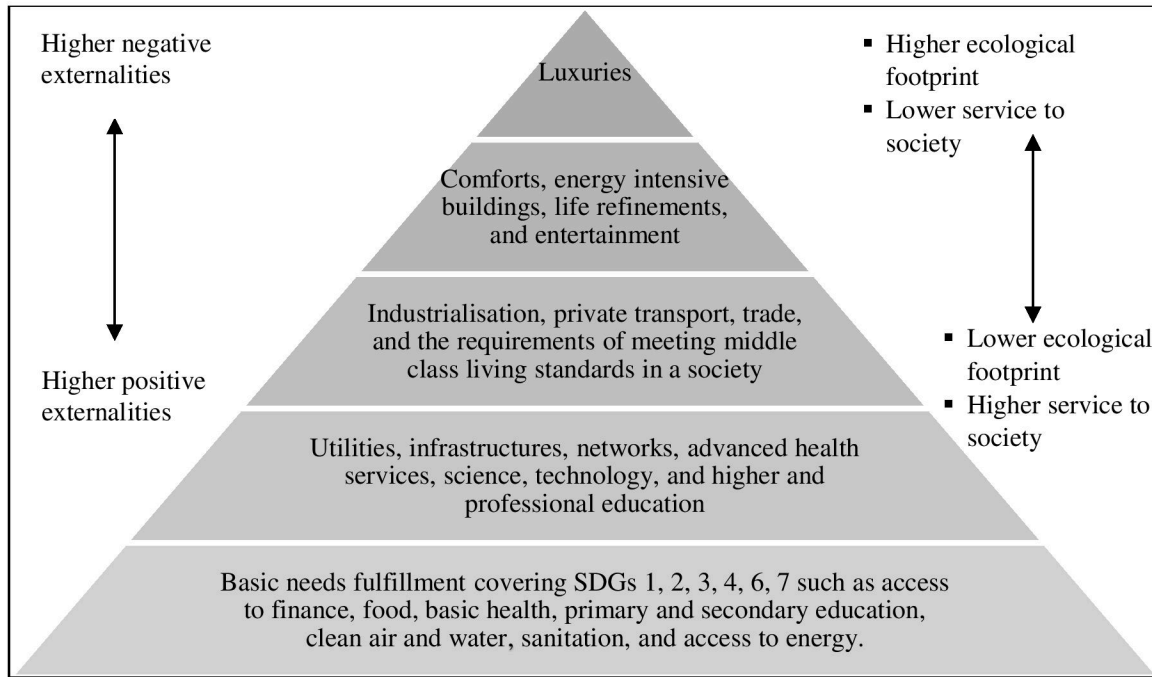 Higher negative
externalities
Higher positive
externalities
Luxuries
Comforts, energy intensive
buildings, life refinements,
and entertainment
Industrialisation, private transport, trade,
and the requirements of meeting middle
class living standards in a society
Utilities, infrastructures, networks, advanced health
services, science, technology, and higher and
professional education
Basic needs fulfillment covering SDGs 1, 2, 3, 4, 6, 7 such as access
to finance, food, basic health, primary and secondary education,
clean air and water, sanitation, and access to energy.
▪ Higher ecological
footprint
▪ Lower service to
society
▪ Lower ecological
footprint
▪ Higher service to
society